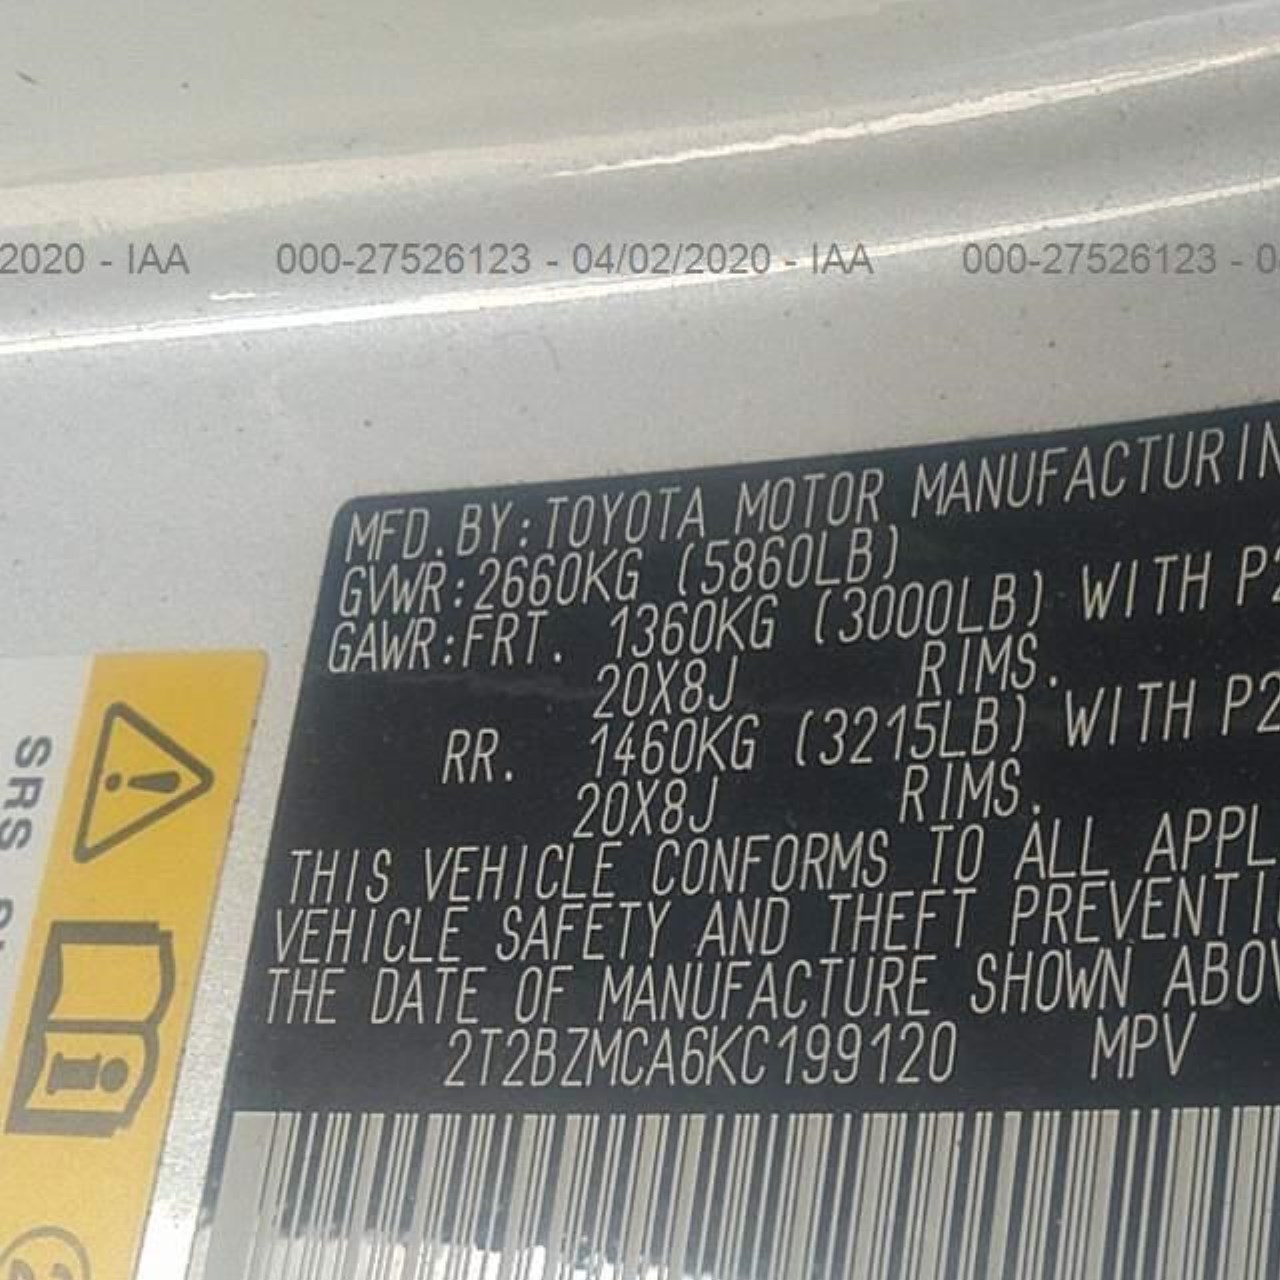 2020 - IAA 000-27526123 - 04/02/2020 - IAA 000-27526123 - 0
MFD.BY:TOYOTA MOTOR MANUFACTURIN
GVWR:2660KG (5860LB)
GAWR:FRT. 1360KG (3000LB) WITH P2
20X8J RIMS.
RR. 1460KG (3215LB) WITH P2
20X8J RIMS.
THIS VEHICLE CONFORMS TO ALL APPL
VEHICLE SAFETY AND THEFT PREVENTI
THE DATE OF MANUFACTURE SHOWN ABOV
2T2BZMCA6KC199120 MPV
SRS
2